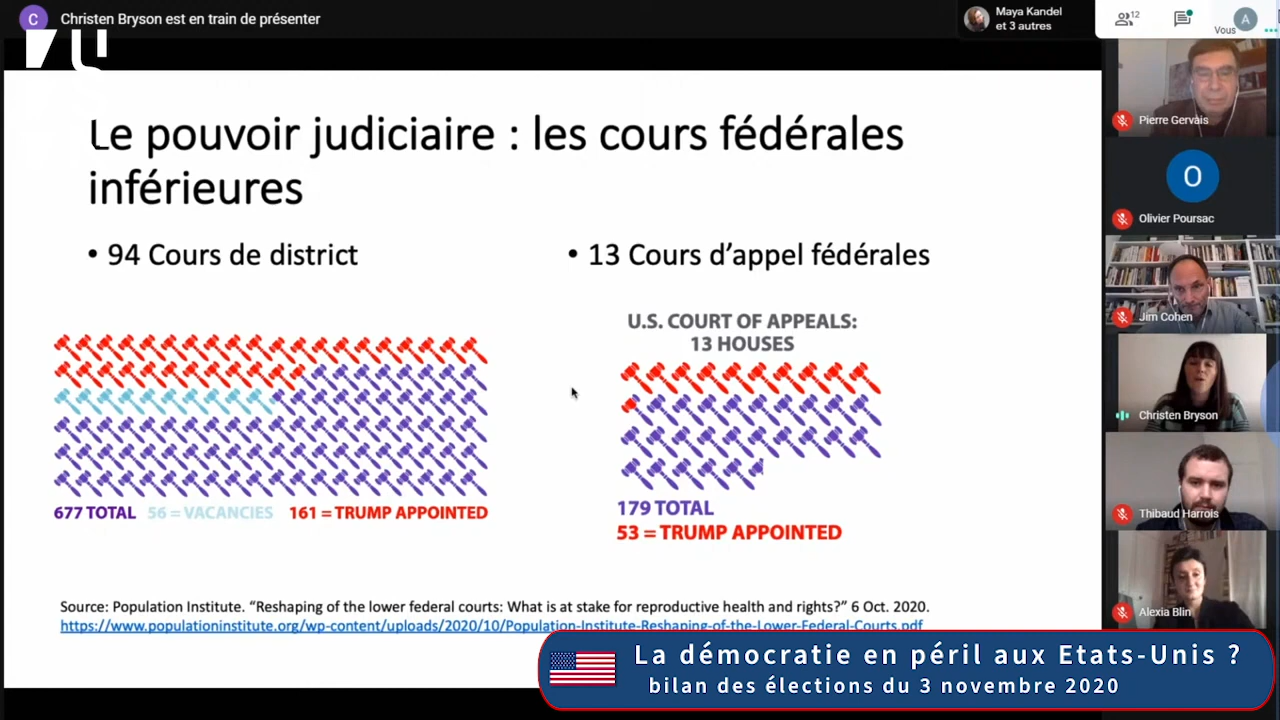 C
Christen Bryson est en train de présenter
Maya Kandel
et 3 autres
12
Vous
A
Le pouvoir judiciaire : les cours fédérales
inférieures
• 94 Cours de district
• 13 Cours d'appel fédérales
U.S. COURT OF APPEALS:
13 HOUSES
677 TOTAL 56 = VACANCIES 161 = TRUMP APPOINTED
179 TOTAL
53 = TRUMP APPOINTED
Source: Population Institute. “Reshaping of the lower federal courts: What is at stake for reproductive health and rights?” 6 Oct. 2020.
https://www.populationinstitute.org/wp-content/uploads/2020/10/Population-Institute-Reshaping-of-the-Lower-Federal-Courts.pdf
Pierre Gervais
O
Olivier Poursac
Jim Cohen
Christen Bryson
Thibaud Harrois
Alexia Blin
La démocratie en péril aux Etats-Unis ?
bilan des élections du 3 novembre 2020